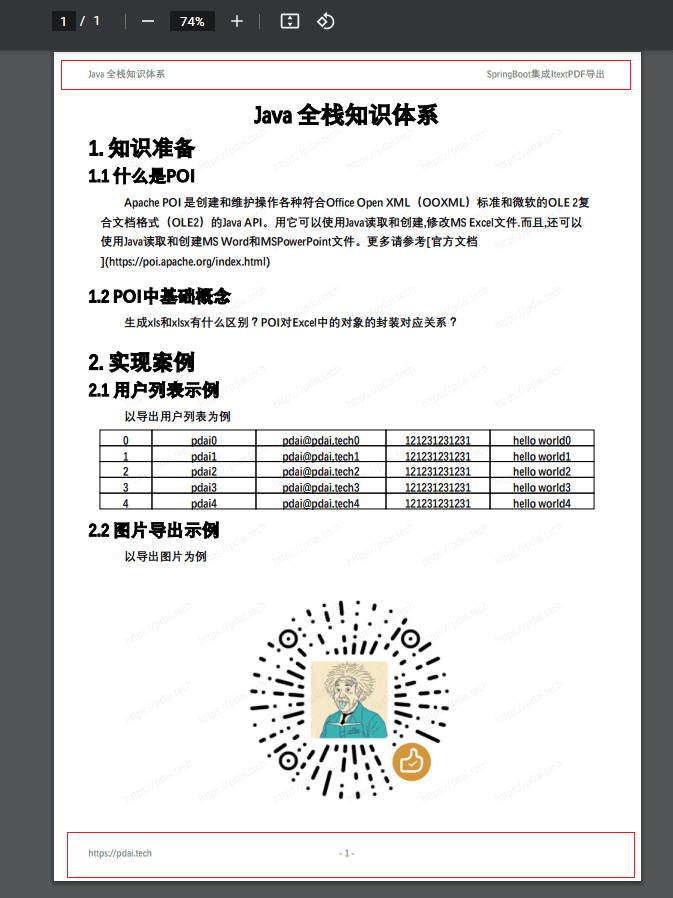 1 / 1
74%
Java 全栈知识体系
SpringBoot集成ItextPDF导出
Java 全栈知识体系
1. 知识准备
1.1 什么是POI
Apache POI 是创建和维护操作各种符合Office Open XML（OOXML）标准和微软的OLE 2复
合文档格式（OLE2）的Java API。用它可以使用Java读取和创建,修改MS Excel文件.而且,还可以
使用Java读取和创建MS Word和MSPowerPoint文件。更多请参考[官方文档
](https://poi.apache.org/index.html)
1.2 POI中基础概念
生成xls和xlsx有什么区别？POI对Excel中的对象的封装对应关系？
2. 实现案例
2.1 用户列表示例
以导出用户列表为例
0 pdai0 pdai@pdai.tech0 121231231231 hello world0
1 pdai1 pdai@pdai.tech1 121231231231 hello world1
2 pdai2 pdai@pdai.tech2 121231231231 hello world2
3 pdai3 pdai@pdai.tech3 121231231231 hello world3
4 pdai4 pdai@pdai.tech4 121231231231 hello world4
2.2 图片导出示例
以导出图片为例
https://pdai.tech
- 1 -